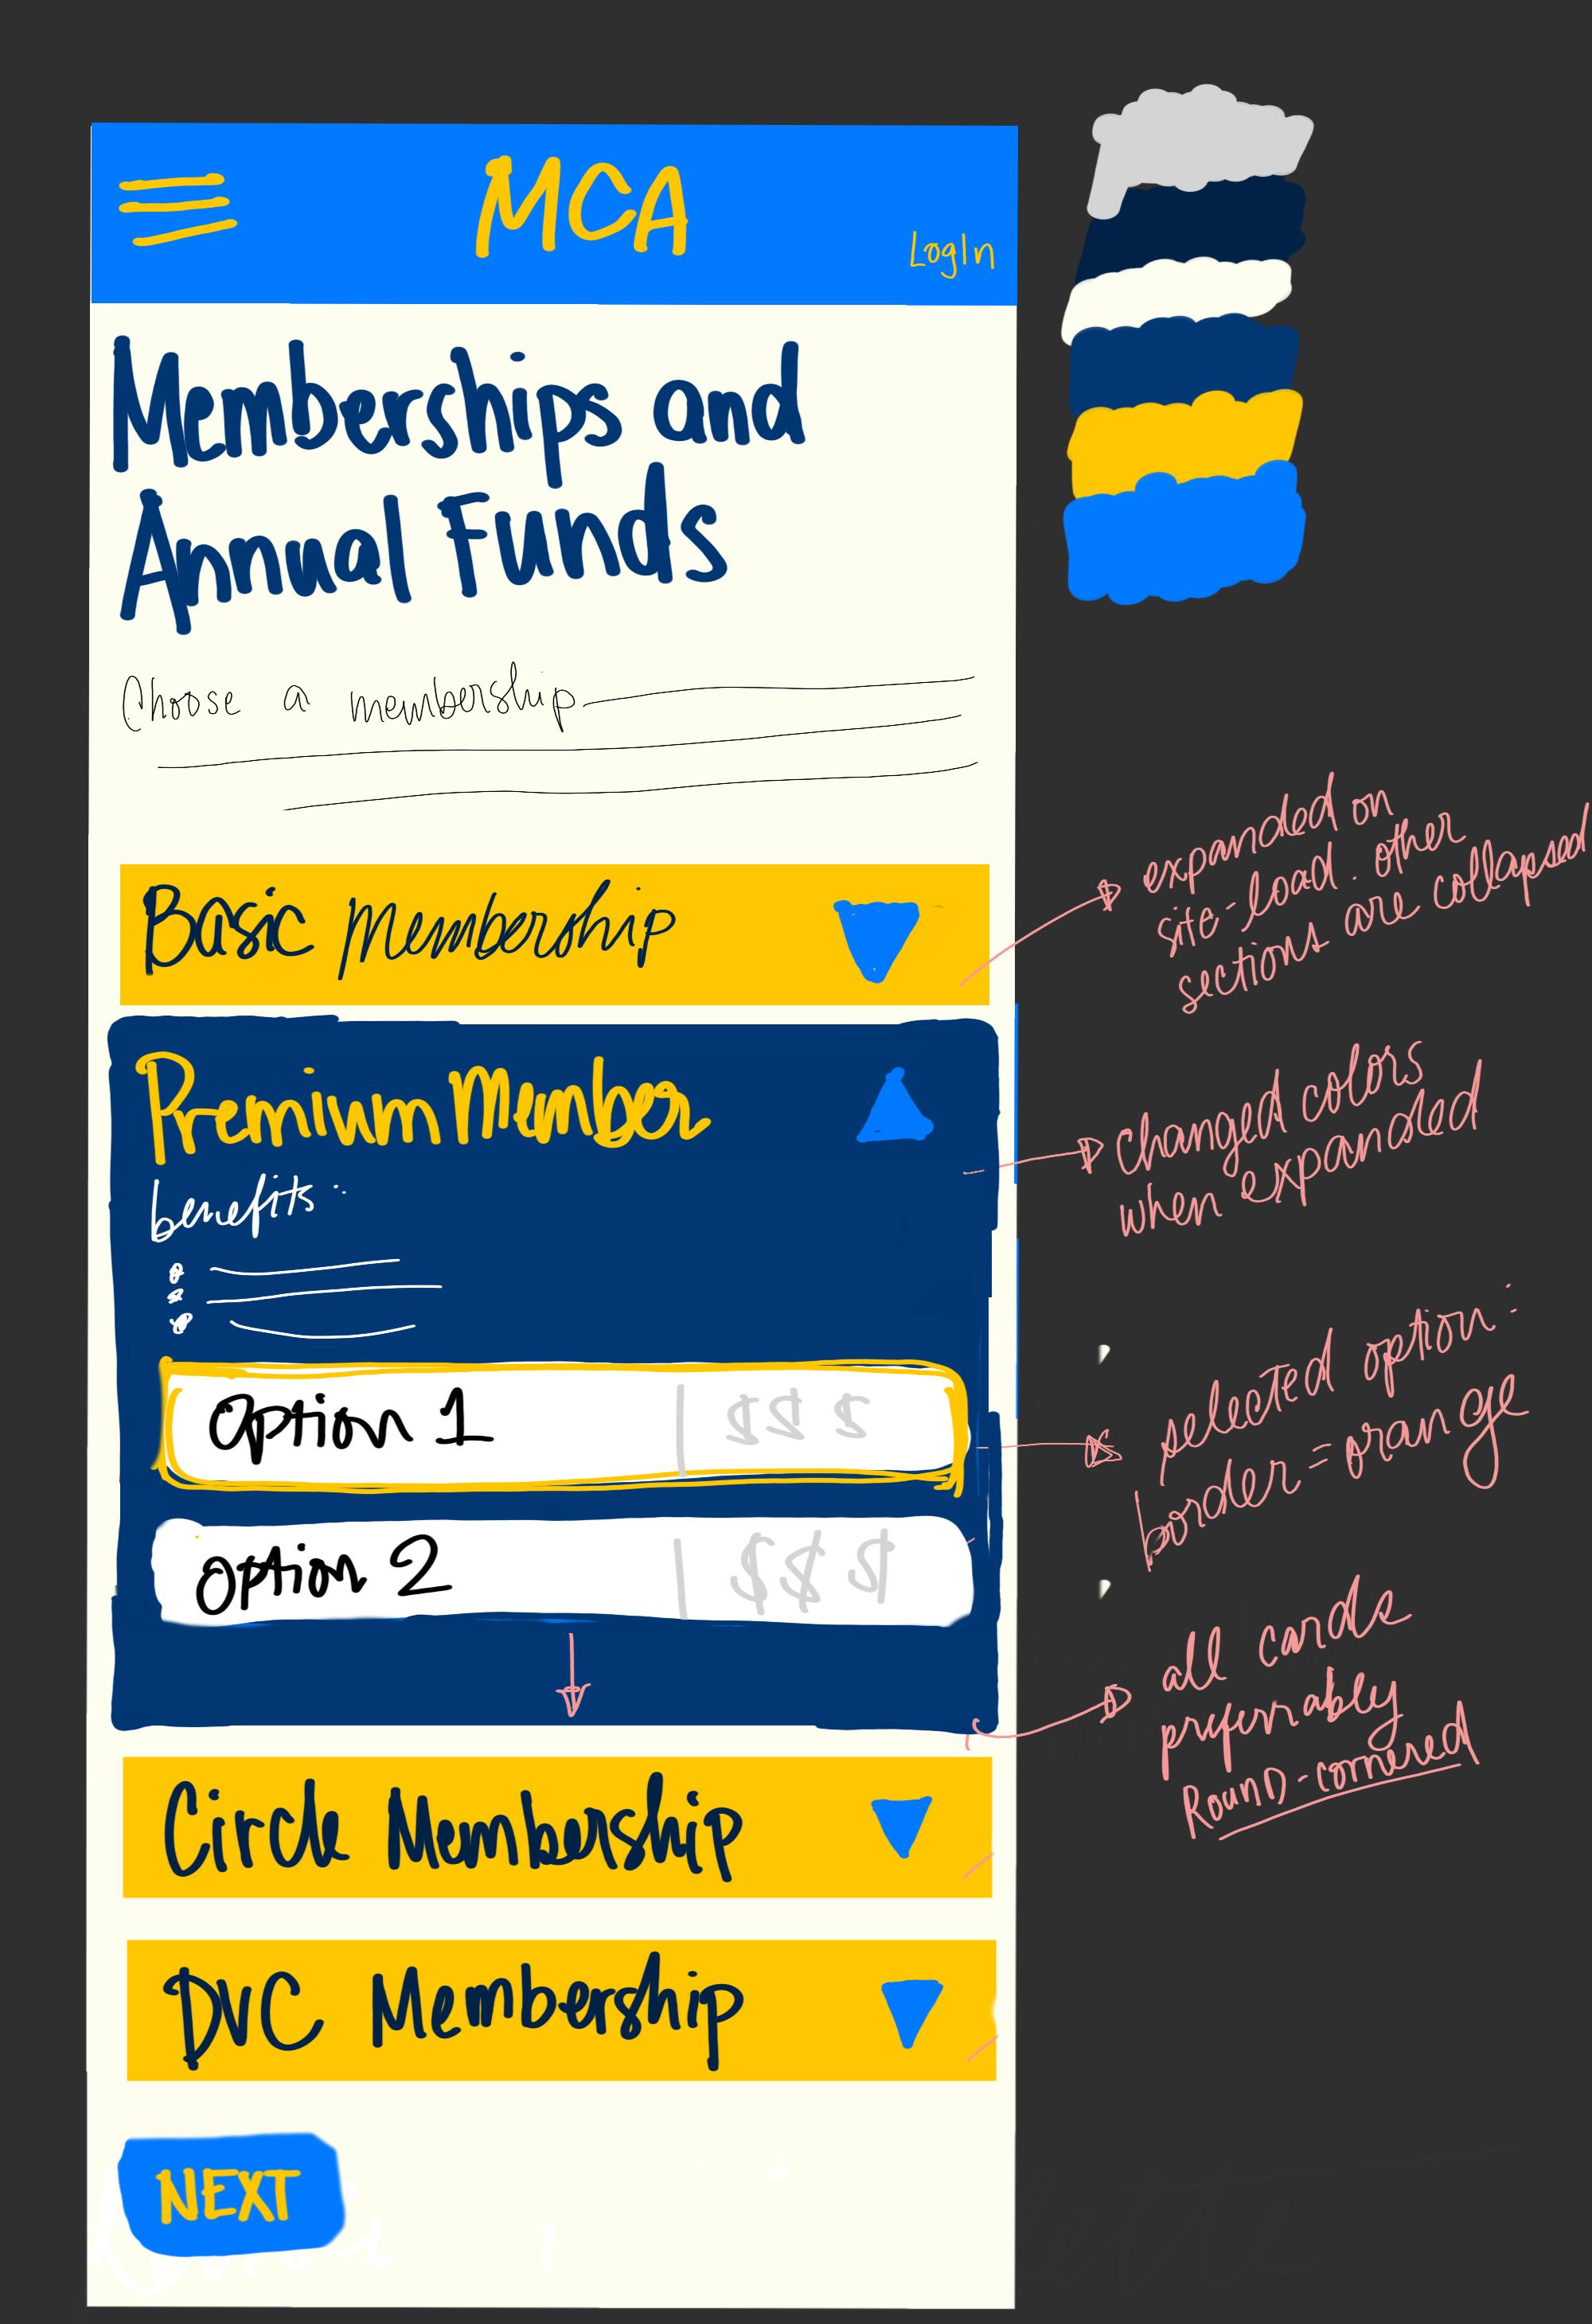 MCA
LogIn
Memberships and
Annual Funds
Choose a membership
Basic Membership
expanded on
site-load. other
sections are collapsed
Premium Member
benefits:
changed colors
when expanded
Option 1 | $$$
selected option:
border = orange
Option 2 | $$$
all cards
preferably
Round-cornered
Circle Membership
DIC Membership
NEXT